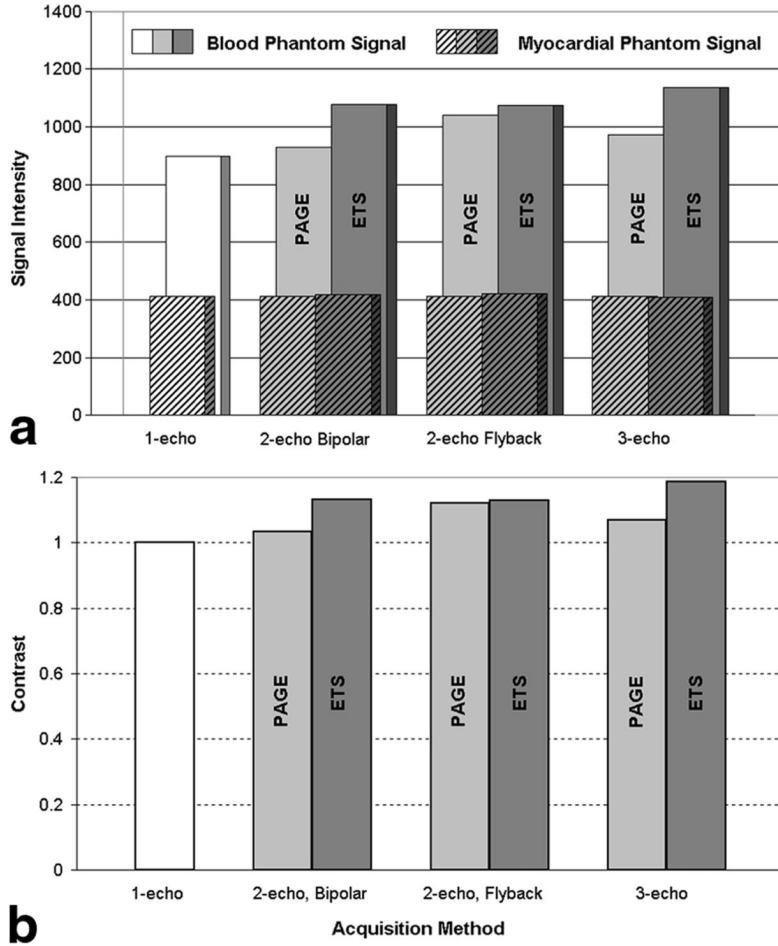 1400
Blood Phantom Signal Myocardial Phantom Signal
1200
1000
800
600
400
200
0
Signal Intensity
PAGE ETS PAGE ETS PAGE ETS
1-echo 2-echo Bipolar 2-echo Flyback 3-echo
a
1.2
1
0.8
0.6
0.4
0.2
0
Contrast
PAGE ETS PAGE ETS PAGE ETS
1-echo 2-echo, Bipolar 2-echo, Flyback 3-echo
b
Acquisition Method